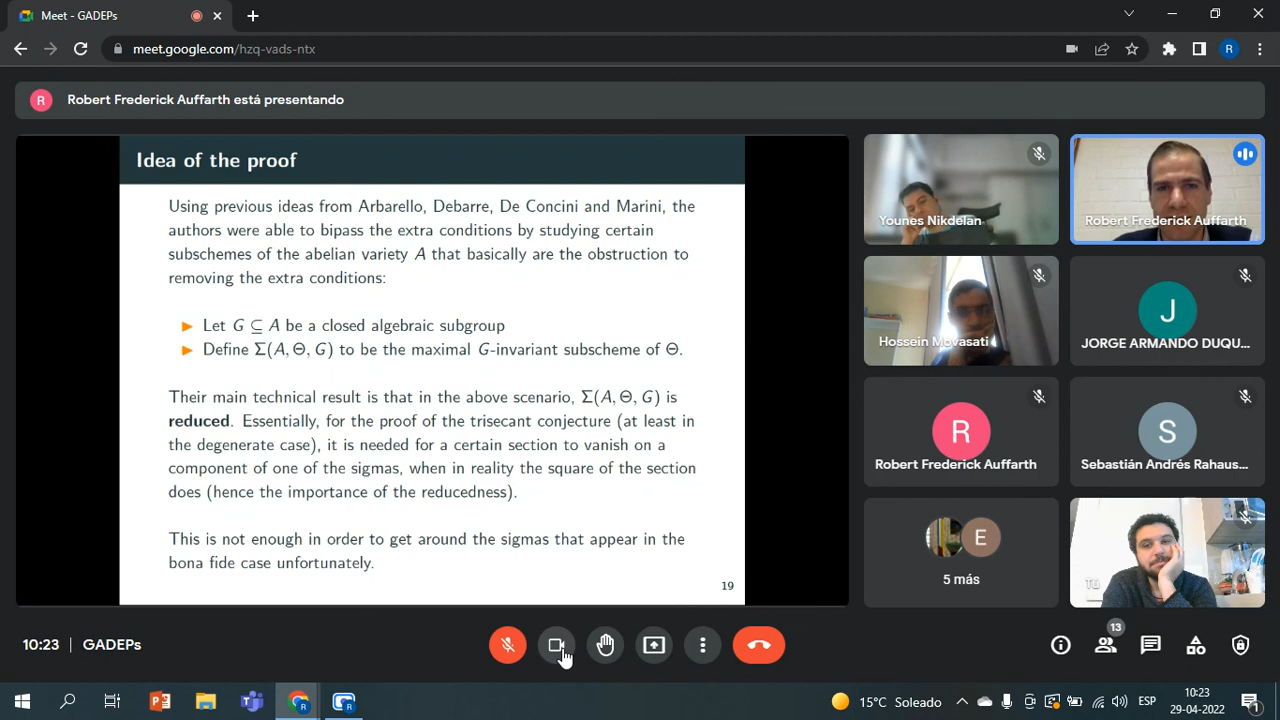 Meet - GADEPs
meet.google.com/hzq-vads-ntx
R
R
Robert Frederick Auffarth está presentando
Idea of the proof
Using previous ideas from Arbarello, Debarre, De Concini and Marini, the
authors were able to bipass the extra conditions by studying certain
subschemes of the abelian variety A that basically are the obstruction to
removing the extra conditions:
▶ Let G ⊆ A be a closed algebraic subgroup
▶ Define Σ(A, Θ, G) to be the maximal G-invariant subscheme of Θ.
Their main technical result is that in the above scenario, Σ(A, Θ, G) is
reduced. Essentially, for the proof of the trisecant conjecture (at least in
the degenerate case), it is needed for a certain section to vanish on a
component of one of the sigmas, when in reality the square of the section
does (hence the importance of the reducedness).
This is not enough in order to get around the sigmas that appear in the
bona fide case unfortunately.
19
Younes Nikdelan
Robert Frederick Auffarth
Hossein Movasati
J
JORGE ARMANDO DUQU...
R
Robert Frederick Auffarth
S
Sebastián Andrés Rahaus...
E
5 más
Tú
10:23 | GADEPs
13
15°C Soleado
ESP
10:23
29-04-2022
1